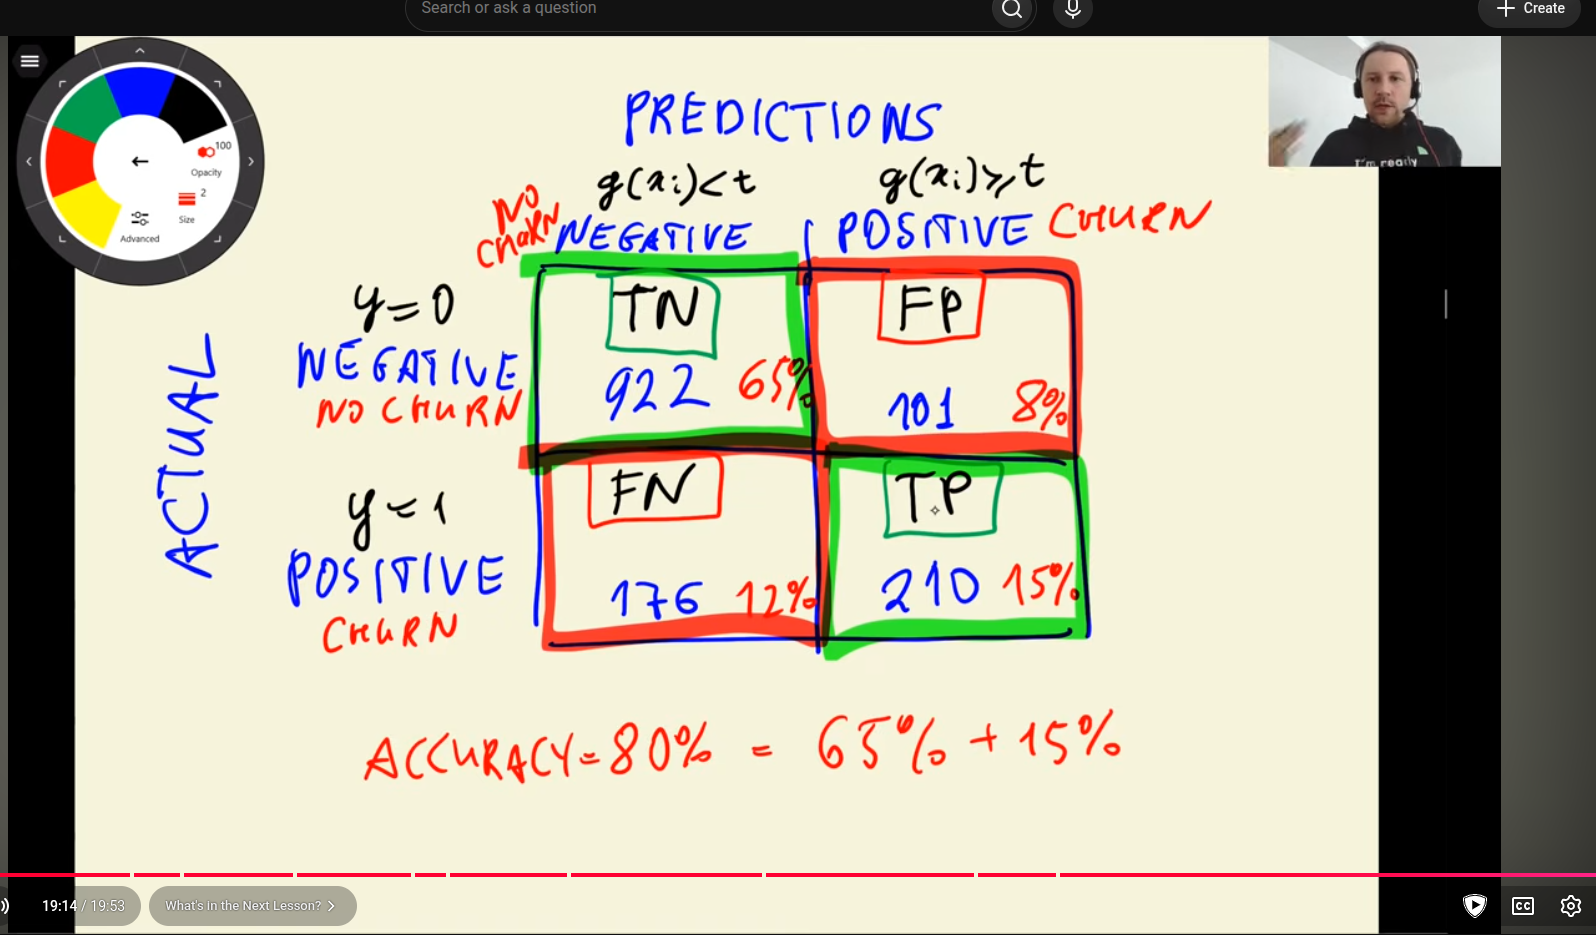 Search or ask a question
Create
100
Opacity
2
Size
Advanced
I'm ready
PREDICTIONS
g(xi)<t g(xi)≥t
NO CHURN NEGATIVE POSITIVE CHURN
ACTUAL
y=0
NEGATIVE
NO CHURN
TN
922 65%
FP
101 8%
y=1
POSITIVE
CHURN
FN
176 12%
TP
210 15%
ACCURACY=80% = 65% + 15%
19:14 / 19:53
What's in the Next Lesson?
CC